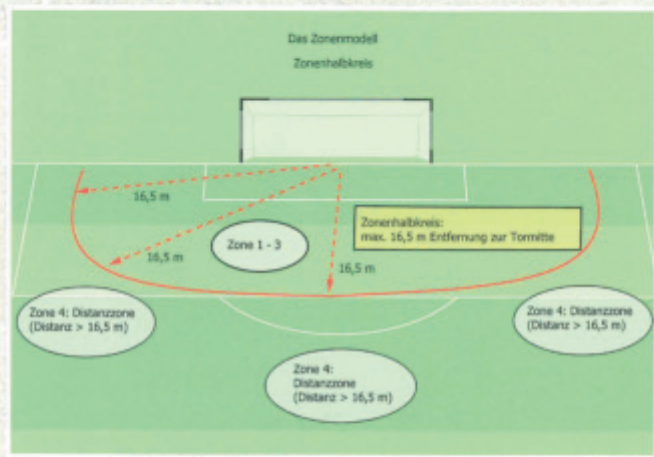 Das Zonenmodell
Zonenhalbkreis
16,5 m
Zonenhalbkreis:
max. 16,5 m Entfernung zur Tormitte
Zone 1 - 3
16,5 m
16,5 m
Zone 4: Distanzzone
(Distanz > 16,5 m)
Zone 4: Distanzzone
(Distanz > 16,5 m)
Zone 4:
Distanzzone
(Distanz > 16,5 m)